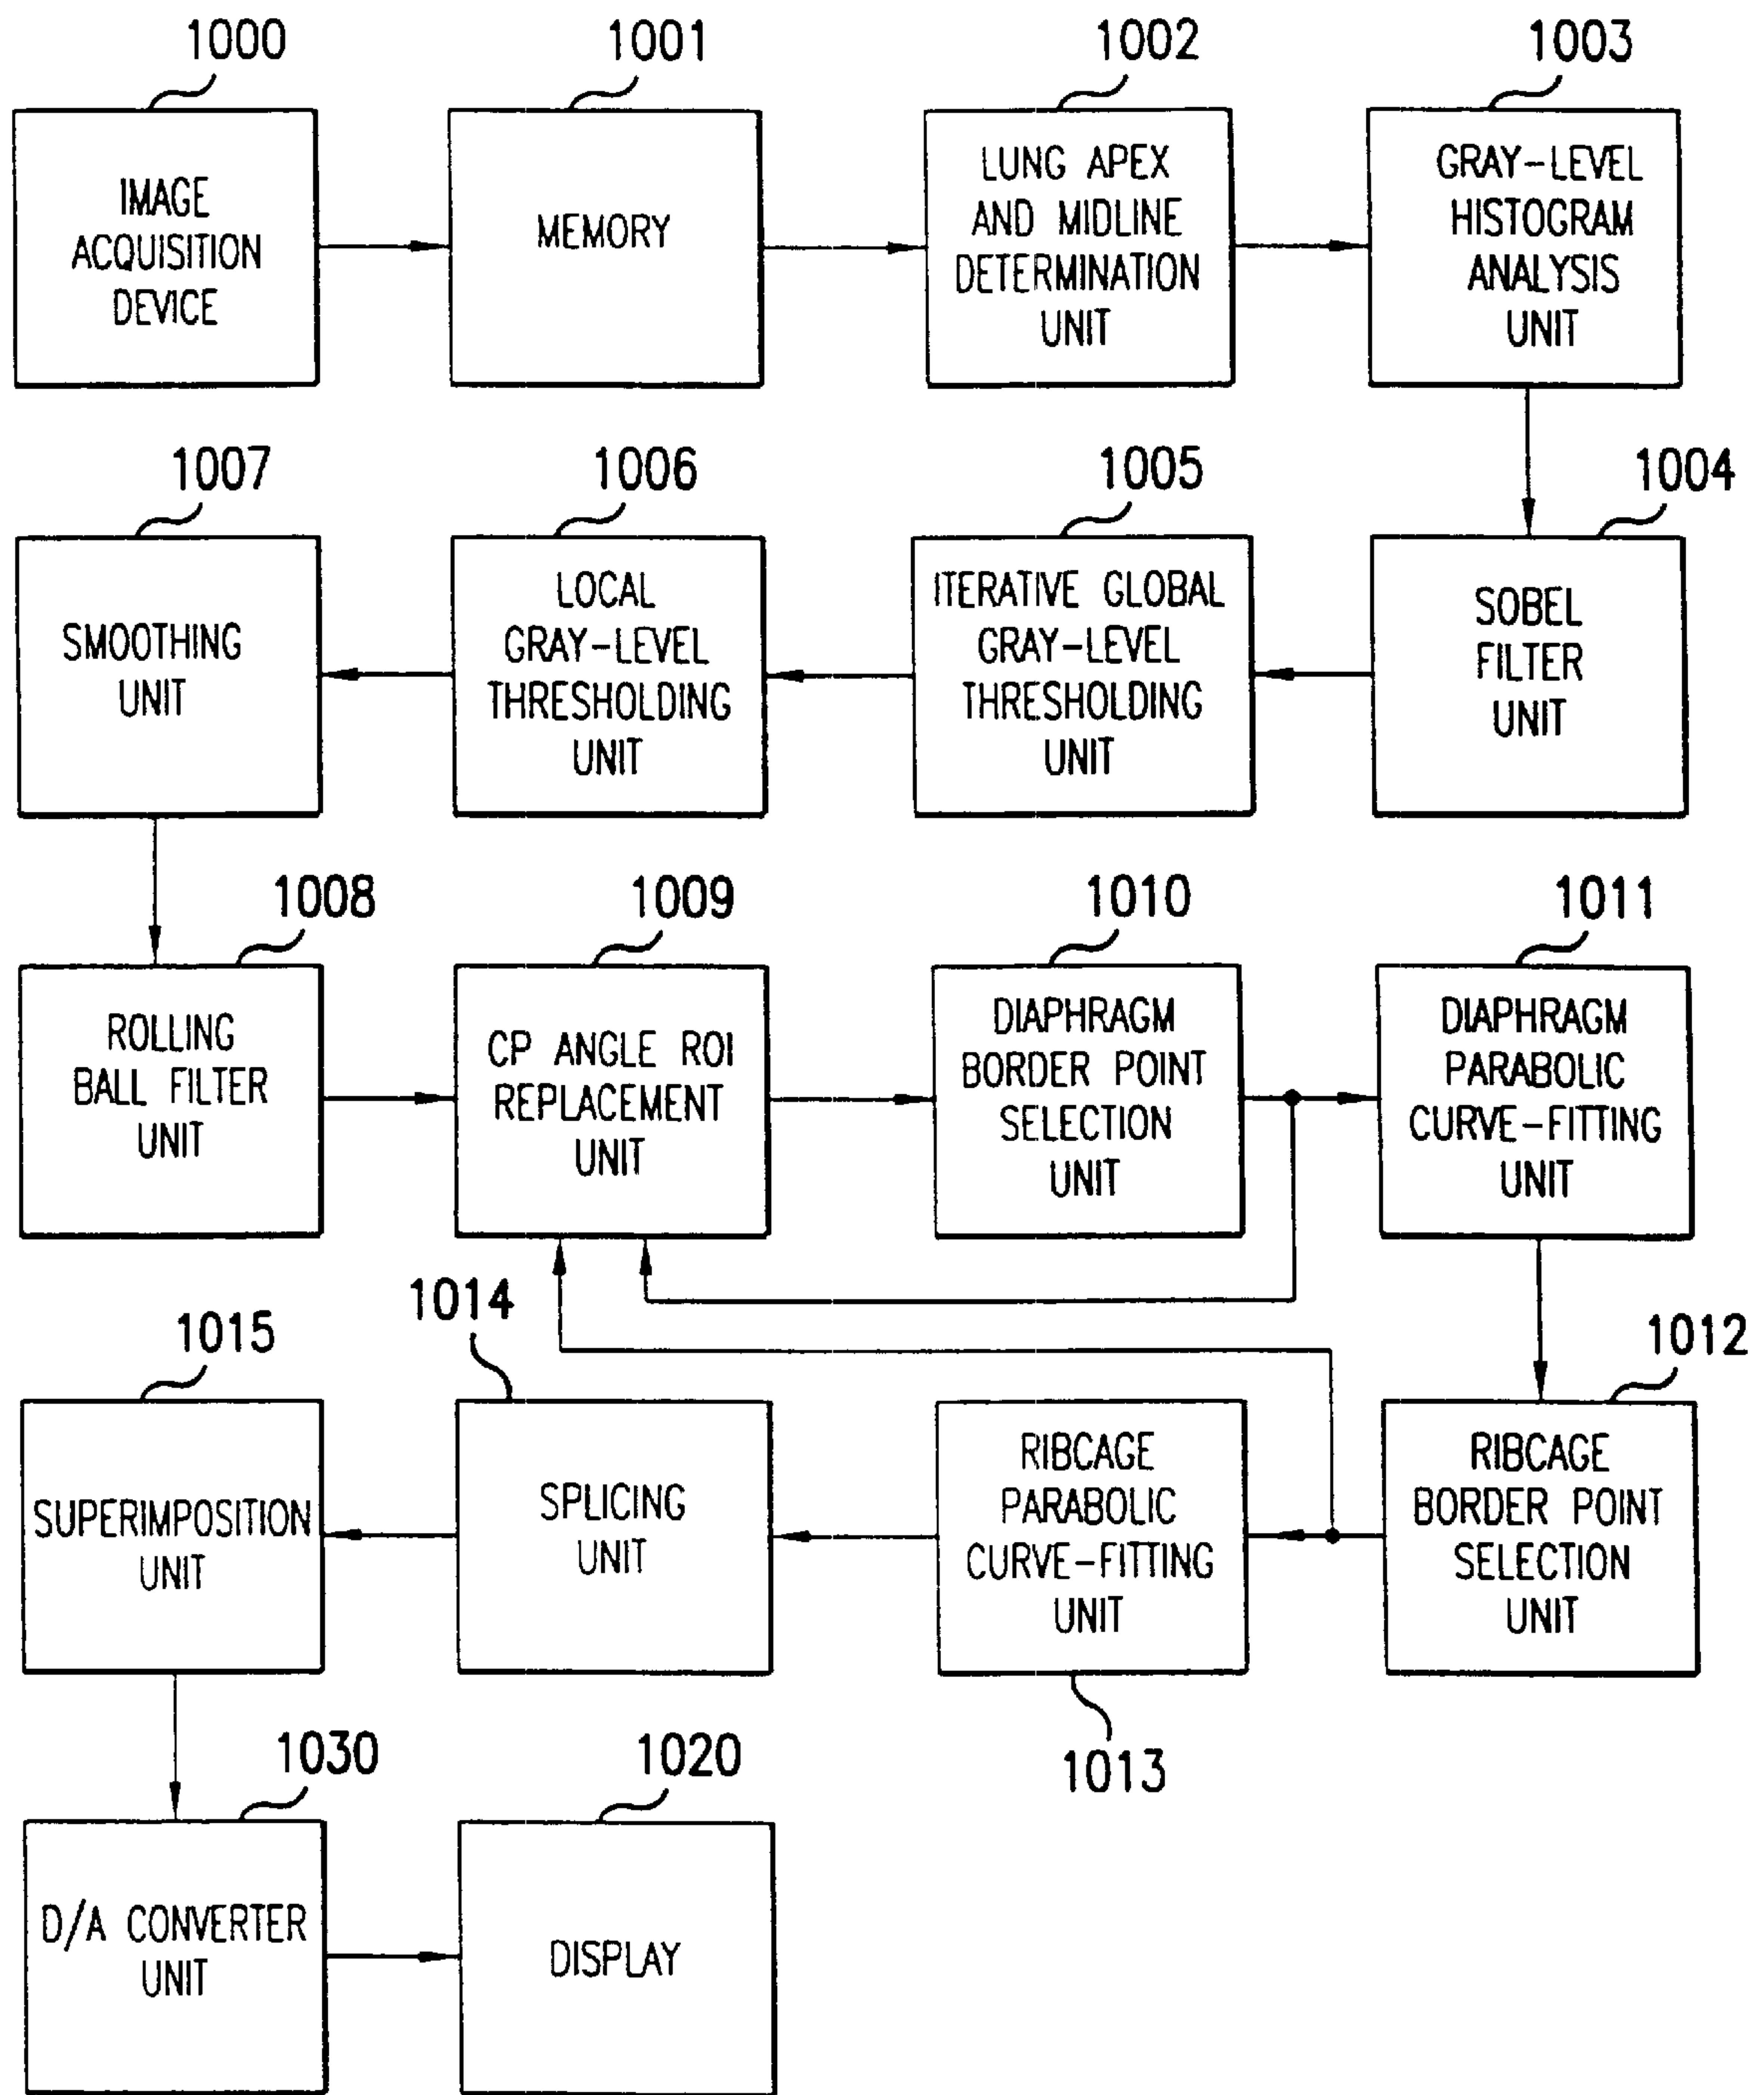 1000
1001
1002
1003
IMAGE
ACQUISITION
DEVICE
MEMORY
LUNG APEX
AND MIDLINE
DETERMINATION
UNIT
GRAY-LEVEL
HISTOGRAM
ANALYSIS
UNIT
1007
1006
1005
1004
SMOOTHING
UNIT
LOCAL
GRAY-LEVEL
THRESHOLDING
UNIT
ITERATIVE GLOBAL
GRAY-LEVEL
THRESHOLDING
UNIT
SOBEL
FILTER
UNIT
1008
1009
1010
1011
ROLLING
BALL FILTER
UNIT
CP ANGLE ROI
REPLACEMENT
UNIT
DIAPHRAGM
BORDER POINT
SELECTION
UNIT
DIAPHRAGM
PARABOLIC
CURVE-FITTING
UNIT
1015
1014
1012
SUPERIMPOSITION
UNIT
SPLICING
UNIT
RIBCAGE
PARABOLIC
CURVE-FITTING
UNIT
RIBCAGE
BORDER POINT
SELECTION
UNIT
1013
1030
1020
D/A CONVERTER
UNIT
DISPLAY